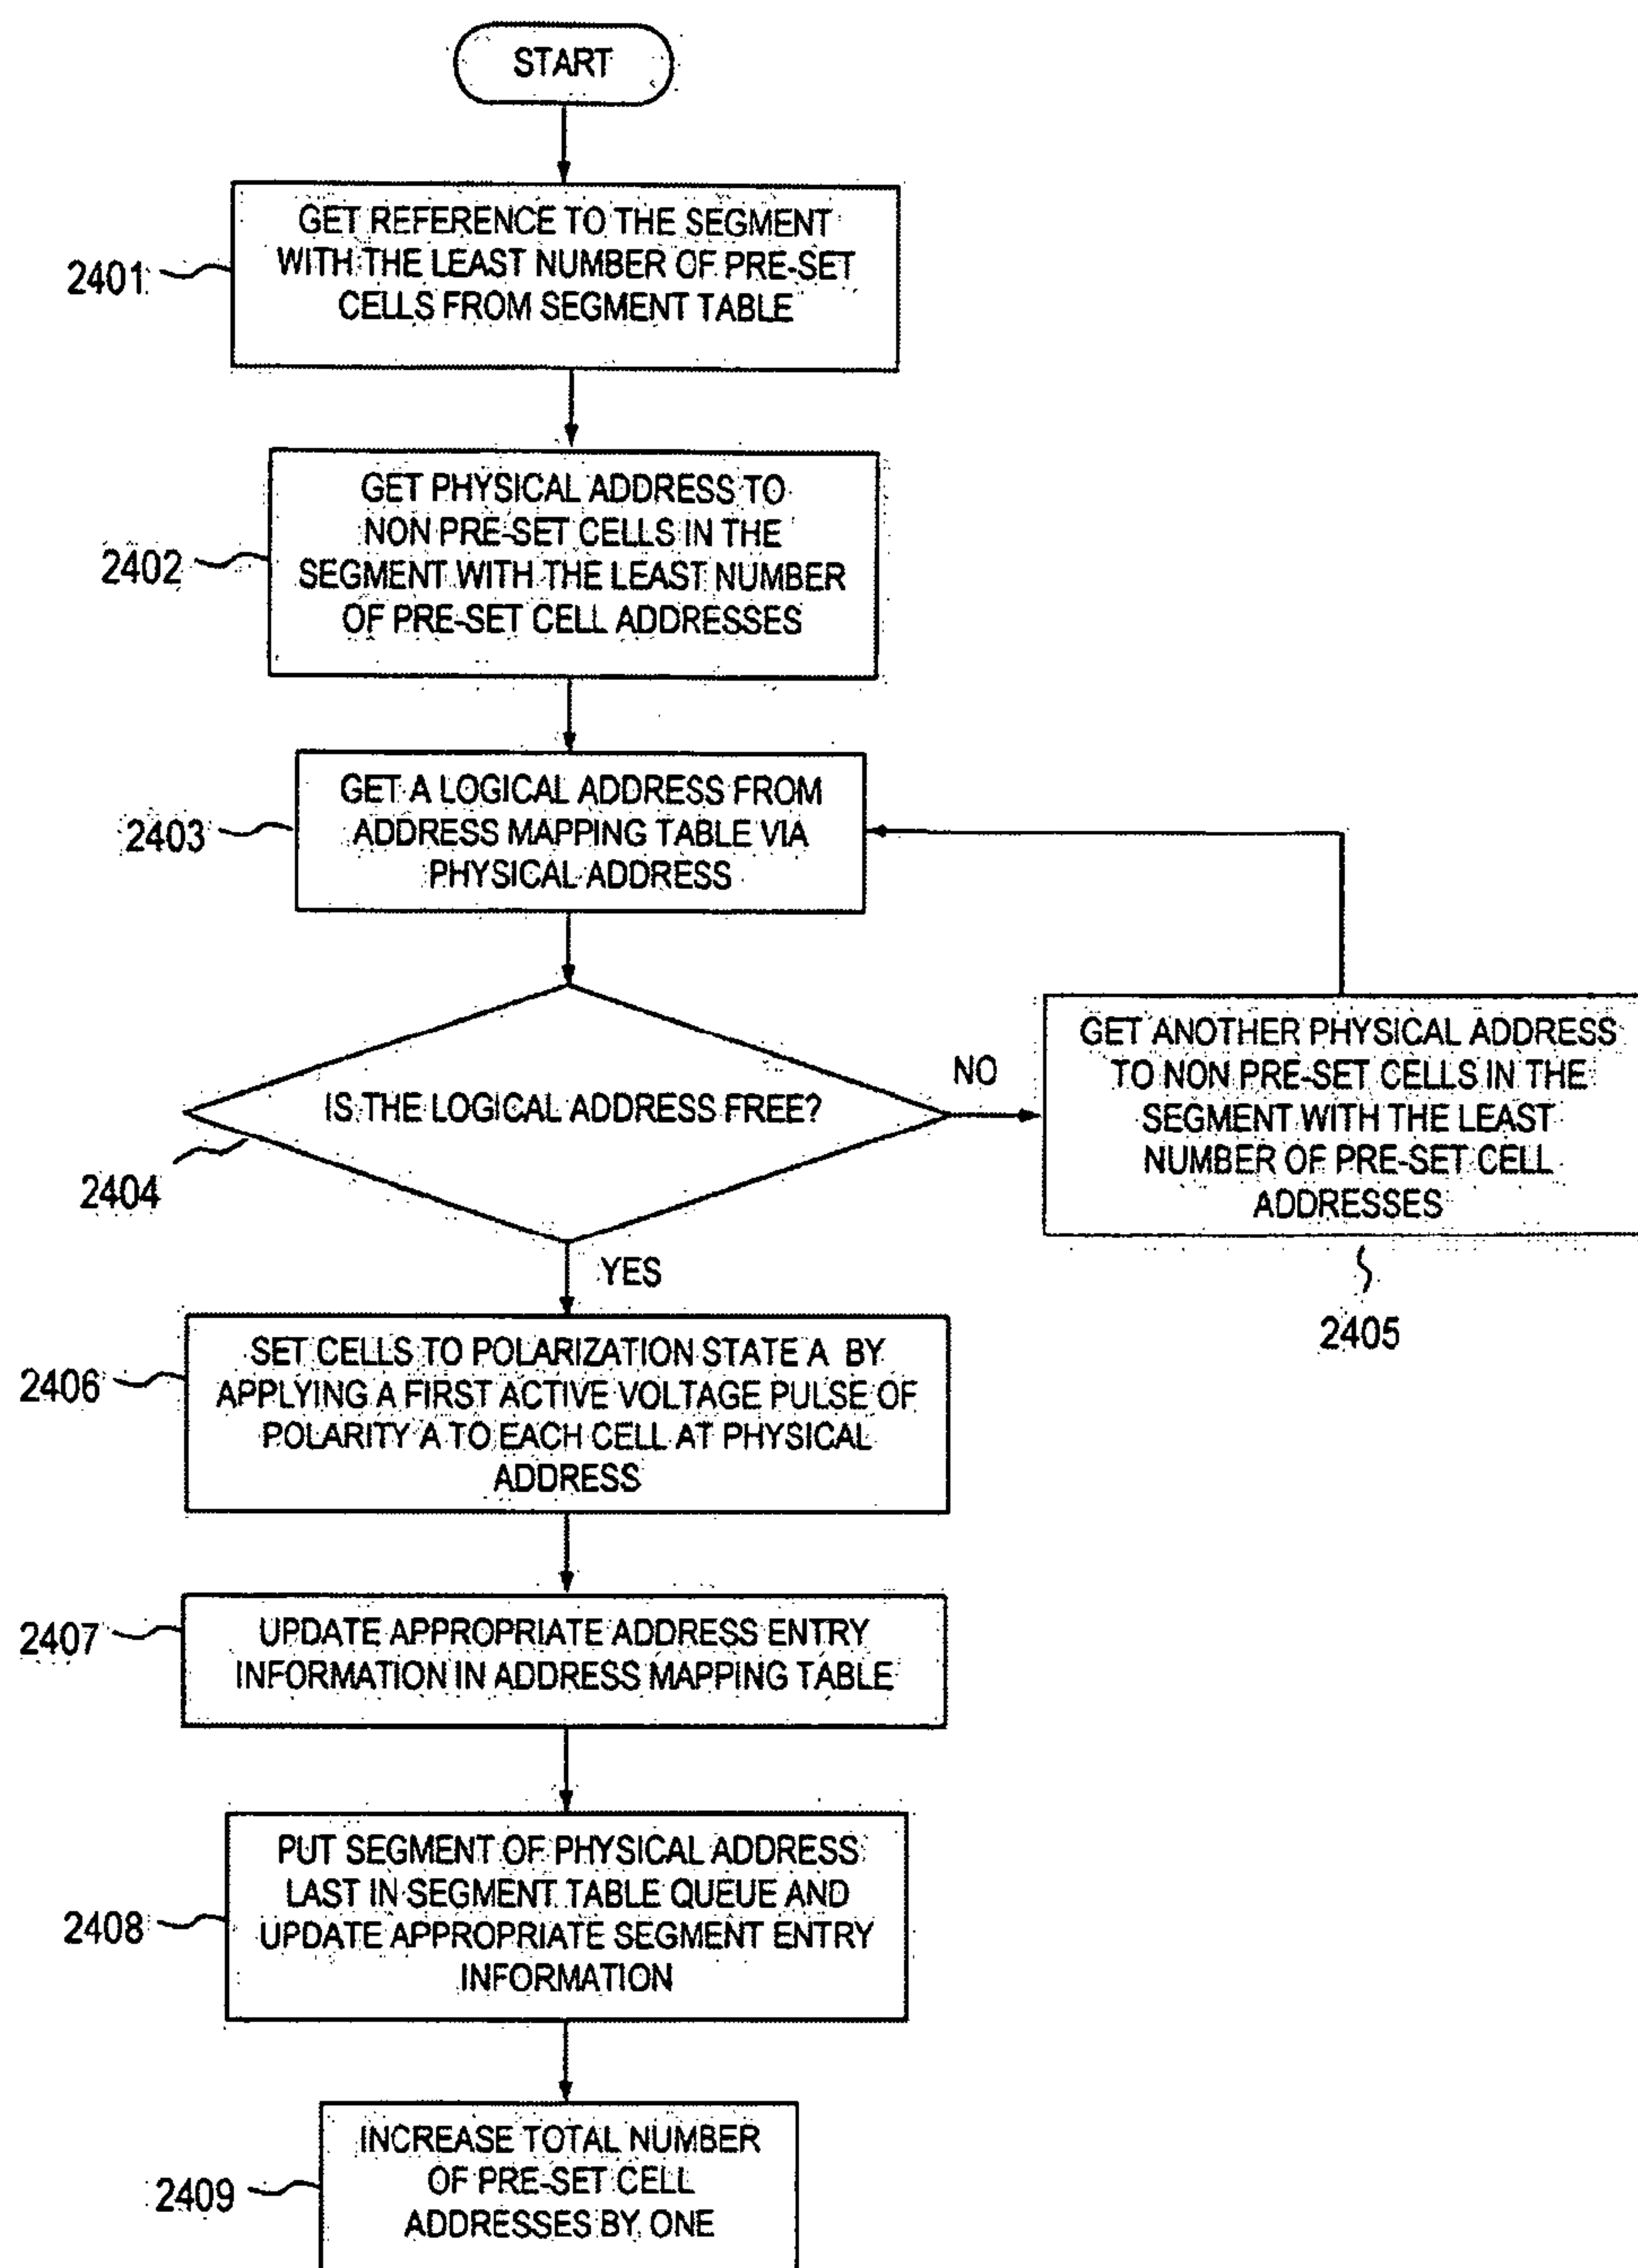 START
2401
GET REFERENCE TO THE SEGMENT
WITH THE LEAST NUMBER OF PRE-SET
CELLS FROM SEGMENT TABLE
2402
GET PHYSICAL ADDRESS TO
NON PRE-SET CELLS IN THE
SEGMENT WITH THE LEAST NUMBER
OF PRE-SET CELL ADDRESSES
2403
GET A LOGICAL ADDRESS FROM
ADDRESS MAPPING TABLE VIA
PHYSICAL ADDRESS
2404
IS THE LOGICAL ADDRESS FREE?
NO
GET ANOTHER PHYSICAL ADDRESS
TO NON PRE-SET CELLS IN THE
SEGMENT WITH THE LEAST
NUMBER OF PRE-SET CELL
ADDRESSES
2405
YES
2406
SET CELLS TO POLARIZATION STATE A BY
APPLYING A FIRST ACTIVE VOLTAGE PULSE OF
POLARITY A TO EACH CELL AT PHYSICAL
ADDRESS
2407
UPDATE APPROPRIATE ADDRESS ENTRY
INFORMATION IN ADDRESS MAPPING TABLE
2408
PUT SEGMENT OF PHYSICAL ADDRESS
LAST IN SEGMENT TABLE QUEUE AND
UPDATE APPROPRIATE SEGMENT ENTRY
INFORMATION
2409
INCREASE TOTAL NUMBER
OF PRE-SET CELL
ADDRESSES BY ONE